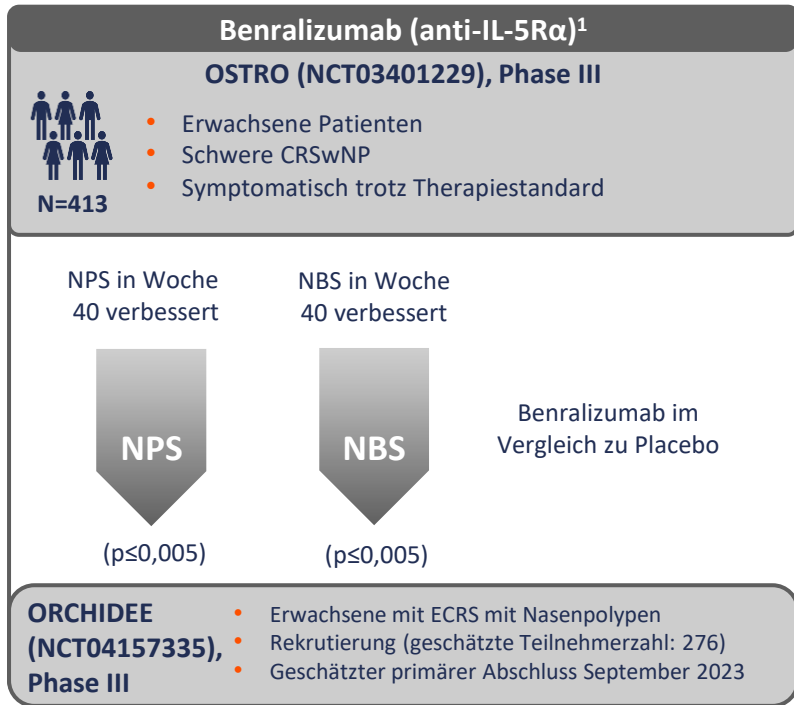 Benralizumab (anti-IL-5Rα)¹
OSTRO (NCT03401229), Phase III
• Erwachsene Patienten
• Schwere CRSwNP
• Symptomatisch trotz Therapiestandard
N=413
NPS in Woche
40 verbessert
NBS in Woche
40 verbessert
NPS
NBS
Benralizumab im
Vergleich zu Placebo
(p≤0,005)
(p≤0,005)
ORCHIDEE
(NCT04157335),
Phase III
• Erwachsene mit ECRS mit Nasenpolypen
• Rekrutierung (geschätzte Teilnehmerzahl: 276)
• Geschätzter primärer Abschluss September 2023